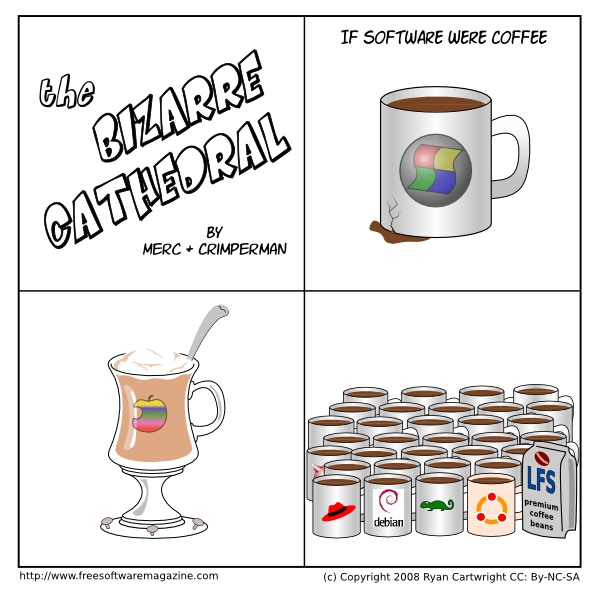 the
BIZARRE
CATHEDRAL
BY
MERC + CRIMPERMAN
IF SOFTWARE WERE COFFEE
debian
LFS
premium
coffee
beans
http://www.freesoftwaremagazine.com
(c) Copyright 2008 Ryan Cartwright CC: By-NC-SA